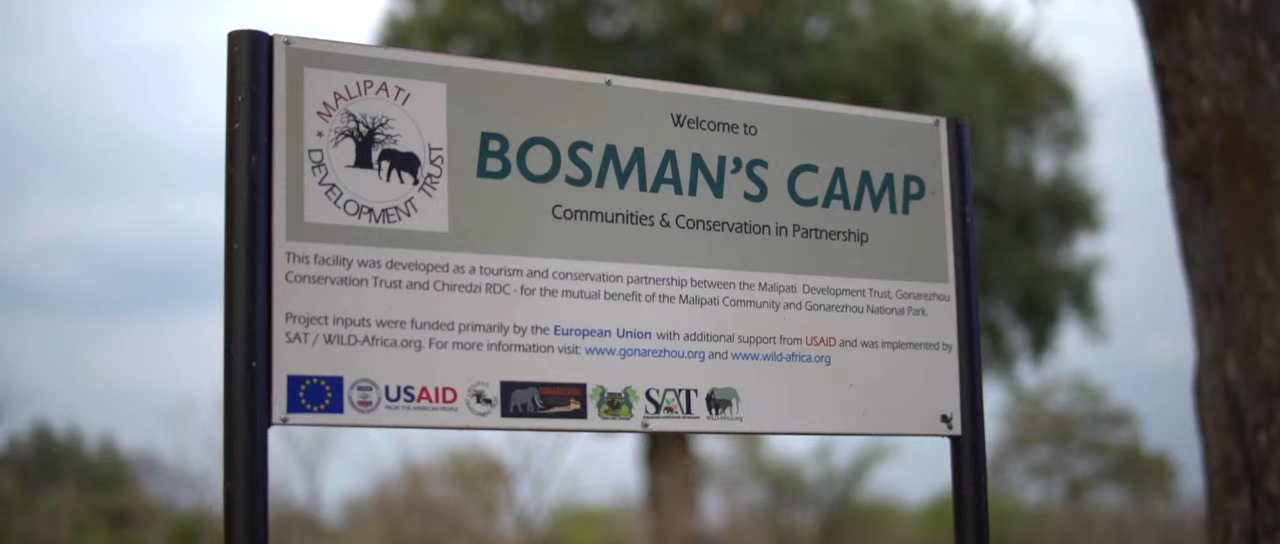 MALIPATI
DEVELOPMENT TRUST
Welcome to
BOSMAN'S CAMP
Communities & Conservation in Partnership
This facility was developed as a tourism and conservation partnership between the Malipati Development Trust, Gonarezhou
Conservation Trust and Chiredzi RDC - for the mutual benefit of the Malipati Community and Gonarezhou National Park.
Project inputs were funded primarily by the European Union with additional support from USAID and was implemented by
SAT / WILD-Africa.org. For more information visit: www.gonarezhou.org and www.wild-africa.org
USAID
FROM THE AMERICAN PEOPLE
SAT